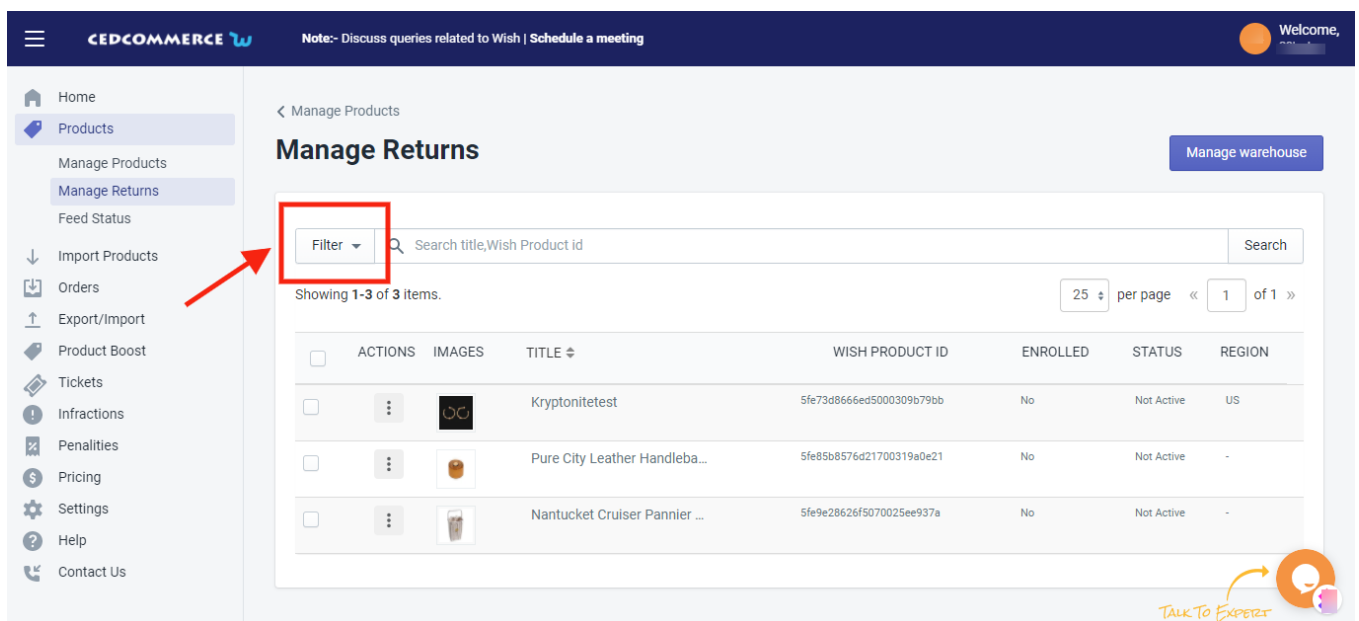 CEDCOMMERCE
Note:- Discuss queries related to Wish | Schedule a meeting
Welcome,
Home
Products
Manage Products
Manage Returns
Feed Status
Import Products
Orders
Export/Import
Product Boost
Tickets
Infractions
Penalities
Pricing
Settings
Help
Contact Us
Manage Products
Manage Returns
Manage warehouse
Filter
Search title,Wish Product id
Search
Showing 1-3 of 3 items.
25 per page « 1 of 1 »
ACTIONS IMAGES TITLE WISH PRODUCT ID ENROLLED STATUS REGION
Kryptonitetest 5fe73d8666ed5000309b79bb No Not Active US
Pure City Leather Handleba... 5fe85b8576d21700319a0e21 No Not Active -
Nantucket Cruiser Pannier ... 5fe9e28626f5070025ee937a No Not Active -
TALK TO EXPERT